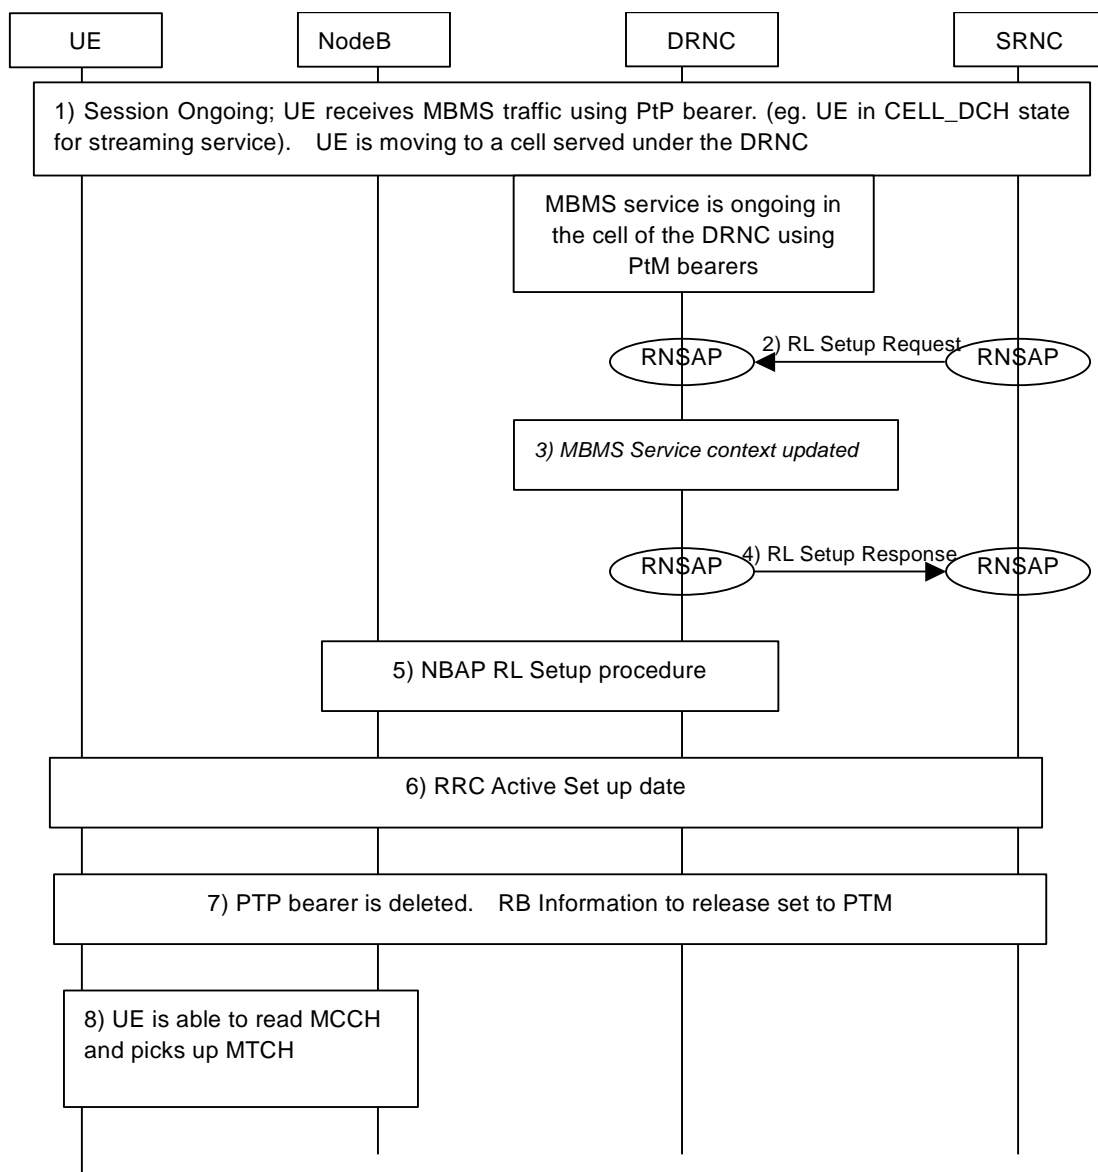 UE
NodeB
DRNC
SRNC
1) Session Ongoing; UE receives MBMS traffic using PtP bearer. (eg. UE in CELL_DCH state
for streaming service). UE is moving to a cell served under the DRNC
MBMS service is ongoing in
the cell of the DRNC using
PtM bearers
2) RL Setup Request
RNSAP
RNSAP
3) MBMS Service context updated
4) RL Setup Response
RNSAP
RNSAP
5) NBAP RL Setup procedure
6) RRC Active Set up date
7) PTP bearer is deleted. RB Information to release set to PTM
8) UE is able to read MCCH
and picks up MTCH